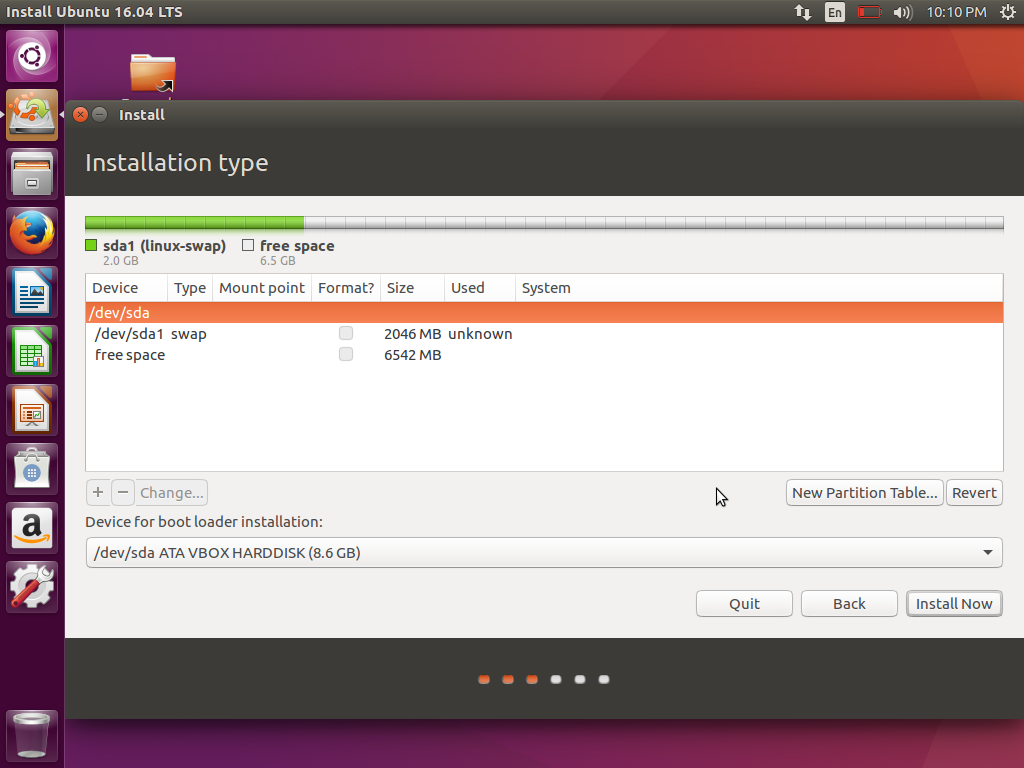 Install Ubuntu 16.04 LTS
En
10:10 PM
Install
Installation type
sda1 (linux-swap) free space
2.0 GB 6.5 GB
Device Type Mount point Format? Size Used System
/dev/sda
/dev/sda1 swap 2046 MB unknown
free space 6542 MB
+ − Change... New Partition Table... Revert
Device for boot loader installation:
/dev/sda ATA VBOX HARDDISK (8.6 GB)
Quit Back Install Now
a